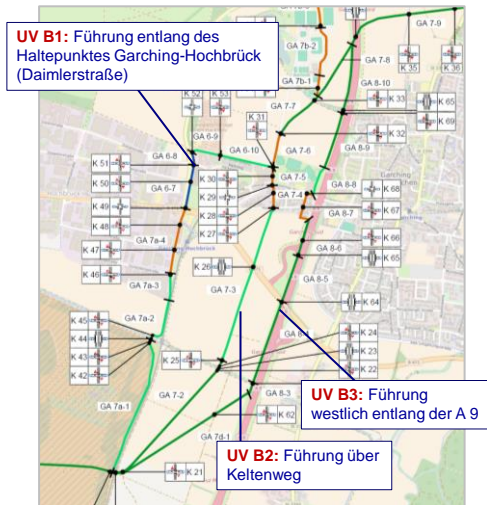 UV B1: Führung entlang des
Haltepunktes Garching-Hochbrück
(Daimlerstraße)
GA 7-9
GA 7b-2
GA 7-8
K 35
K 36
GA 7b-1
GA 8-10
K 52
K 53
K 33
K 65
GA 7-7
K 31
K 69
K 32
GA 6-9
GA 7-6
GA 8-9
GA 6-10
GA 6-8
K 51
K 30
GA 7-5
GA 8-8
K 50
GA 6-7
K 29
GA 7-4
K 68
K 49
K 28
GA 8-7
K 67
K 48
K 27
GA 7a-4
K 66
K 47
GA 8-6
K 65
K 46
K 26
GA 7-3
GA 8-5
GA 7a-3
K 64
K 45
GA 7a-2
K 44
GA 8-4
K 24
K 43
K 23
K 25
K 42
K 22
GA 7-2
GA 8-3
GA 7a-1
K 62
UV B3: Führung
westlich entlang der A 9
GA 7d-1
UV B2: Führung über
Keltenweg
K 21